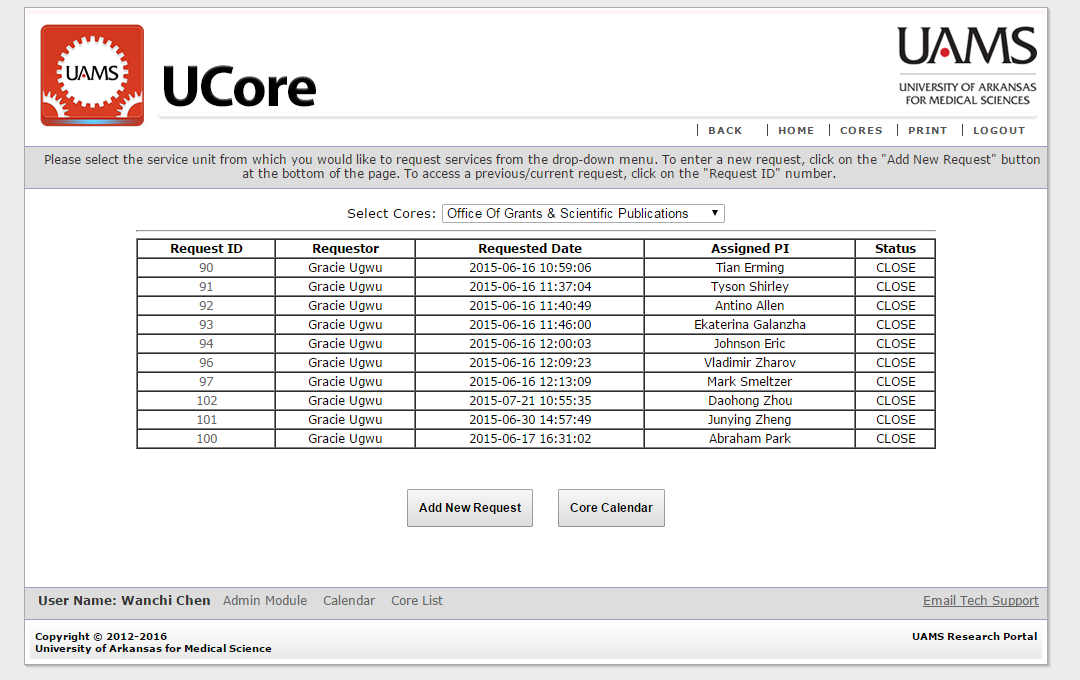 UAMS
UCore
UAMS
UNIVERSITY OF ARKANSAS
FOR MEDICAL SCIENCES
BACK HOME CORES PRINT LOGOUT
Please select the service unit from which you would like to request services from the drop-down menu. To enter a new request, click on the "Add New Request" button
at the bottom of the page. To access a previous/current request, click on the "Request ID" number.
Select Cores: Office Of Grants & Scientific Publications
Request ID Requestor Requested Date Assigned PI Status
90 Gracie Ugwu 2015-06-16 10:59:06 Tian Erming CLOSE
91 Gracie Ugwu 2015-06-16 11:37:04 Tyson Shirley CLOSE
92 Gracie Ugwu 2015-06-16 11:40:49 Antino Allen CLOSE
93 Gracie Ugwu 2015-06-16 11:46:00 Ekaterina Galanzha CLOSE
94 Gracie Ugwu 2015-06-16 12:00:03 Johnson Eric CLOSE
96 Gracie Ugwu 2015-06-16 12:09:23 Vladimir Zharov CLOSE
97 Gracie Ugwu 2015-06-16 12:13:09 Mark Smeltzer CLOSE
102 Gracie Ugwu 2015-07-21 10:55:35 Daohong Zhou CLOSE
101 Gracie Ugwu 2015-06-30 14:57:49 Junying Zheng CLOSE
100 Gracie Ugwu 2015-06-17 16:31:02 Abraham Park CLOSE
Add New Request Core Calendar
User Name: Wanchi Chen Admin Module Calendar Core List Email Tech Support
Copyright © 2012-2016 UAMS Research Portal
University of Arkansas for Medical Science